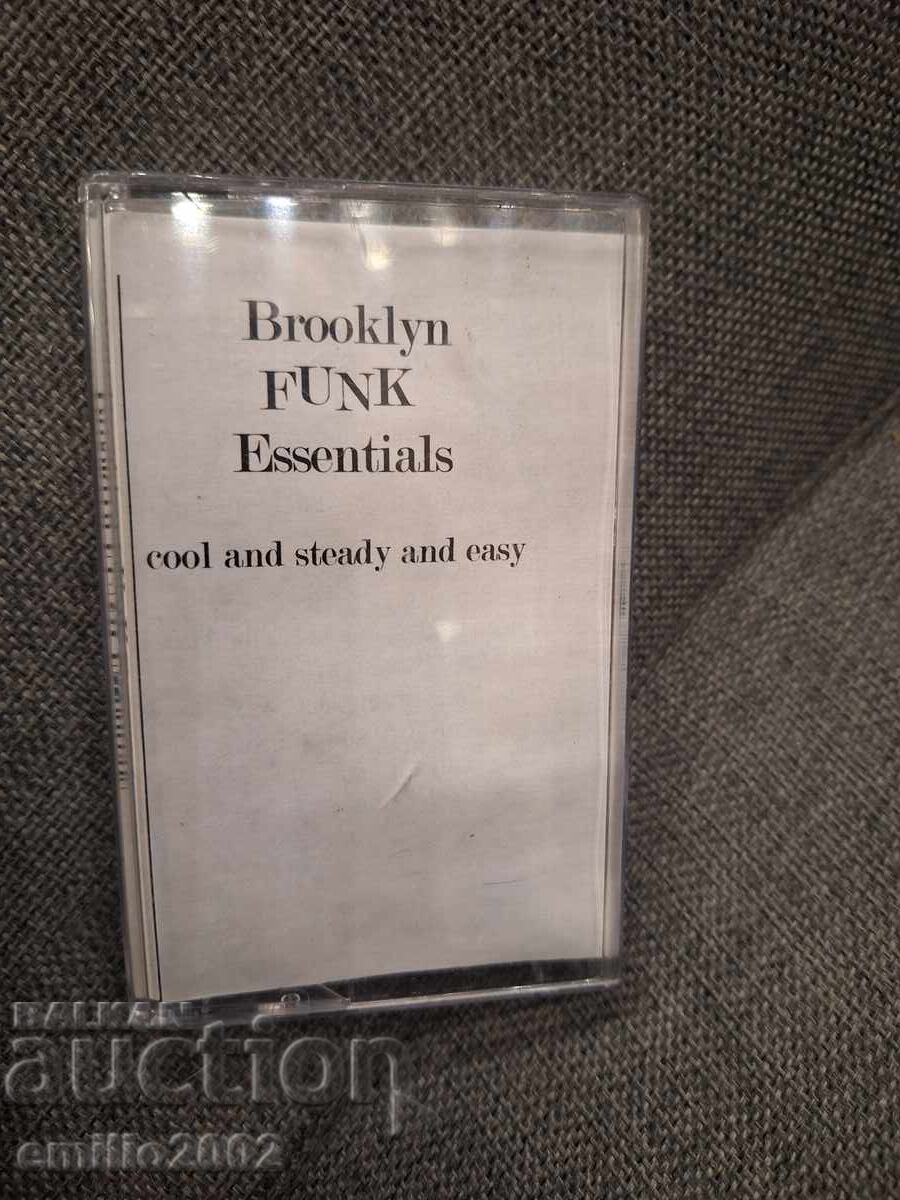 Brooklyn
FUNK
Essentials
cool and steady and easy
BALKAN
auction
emilio2002